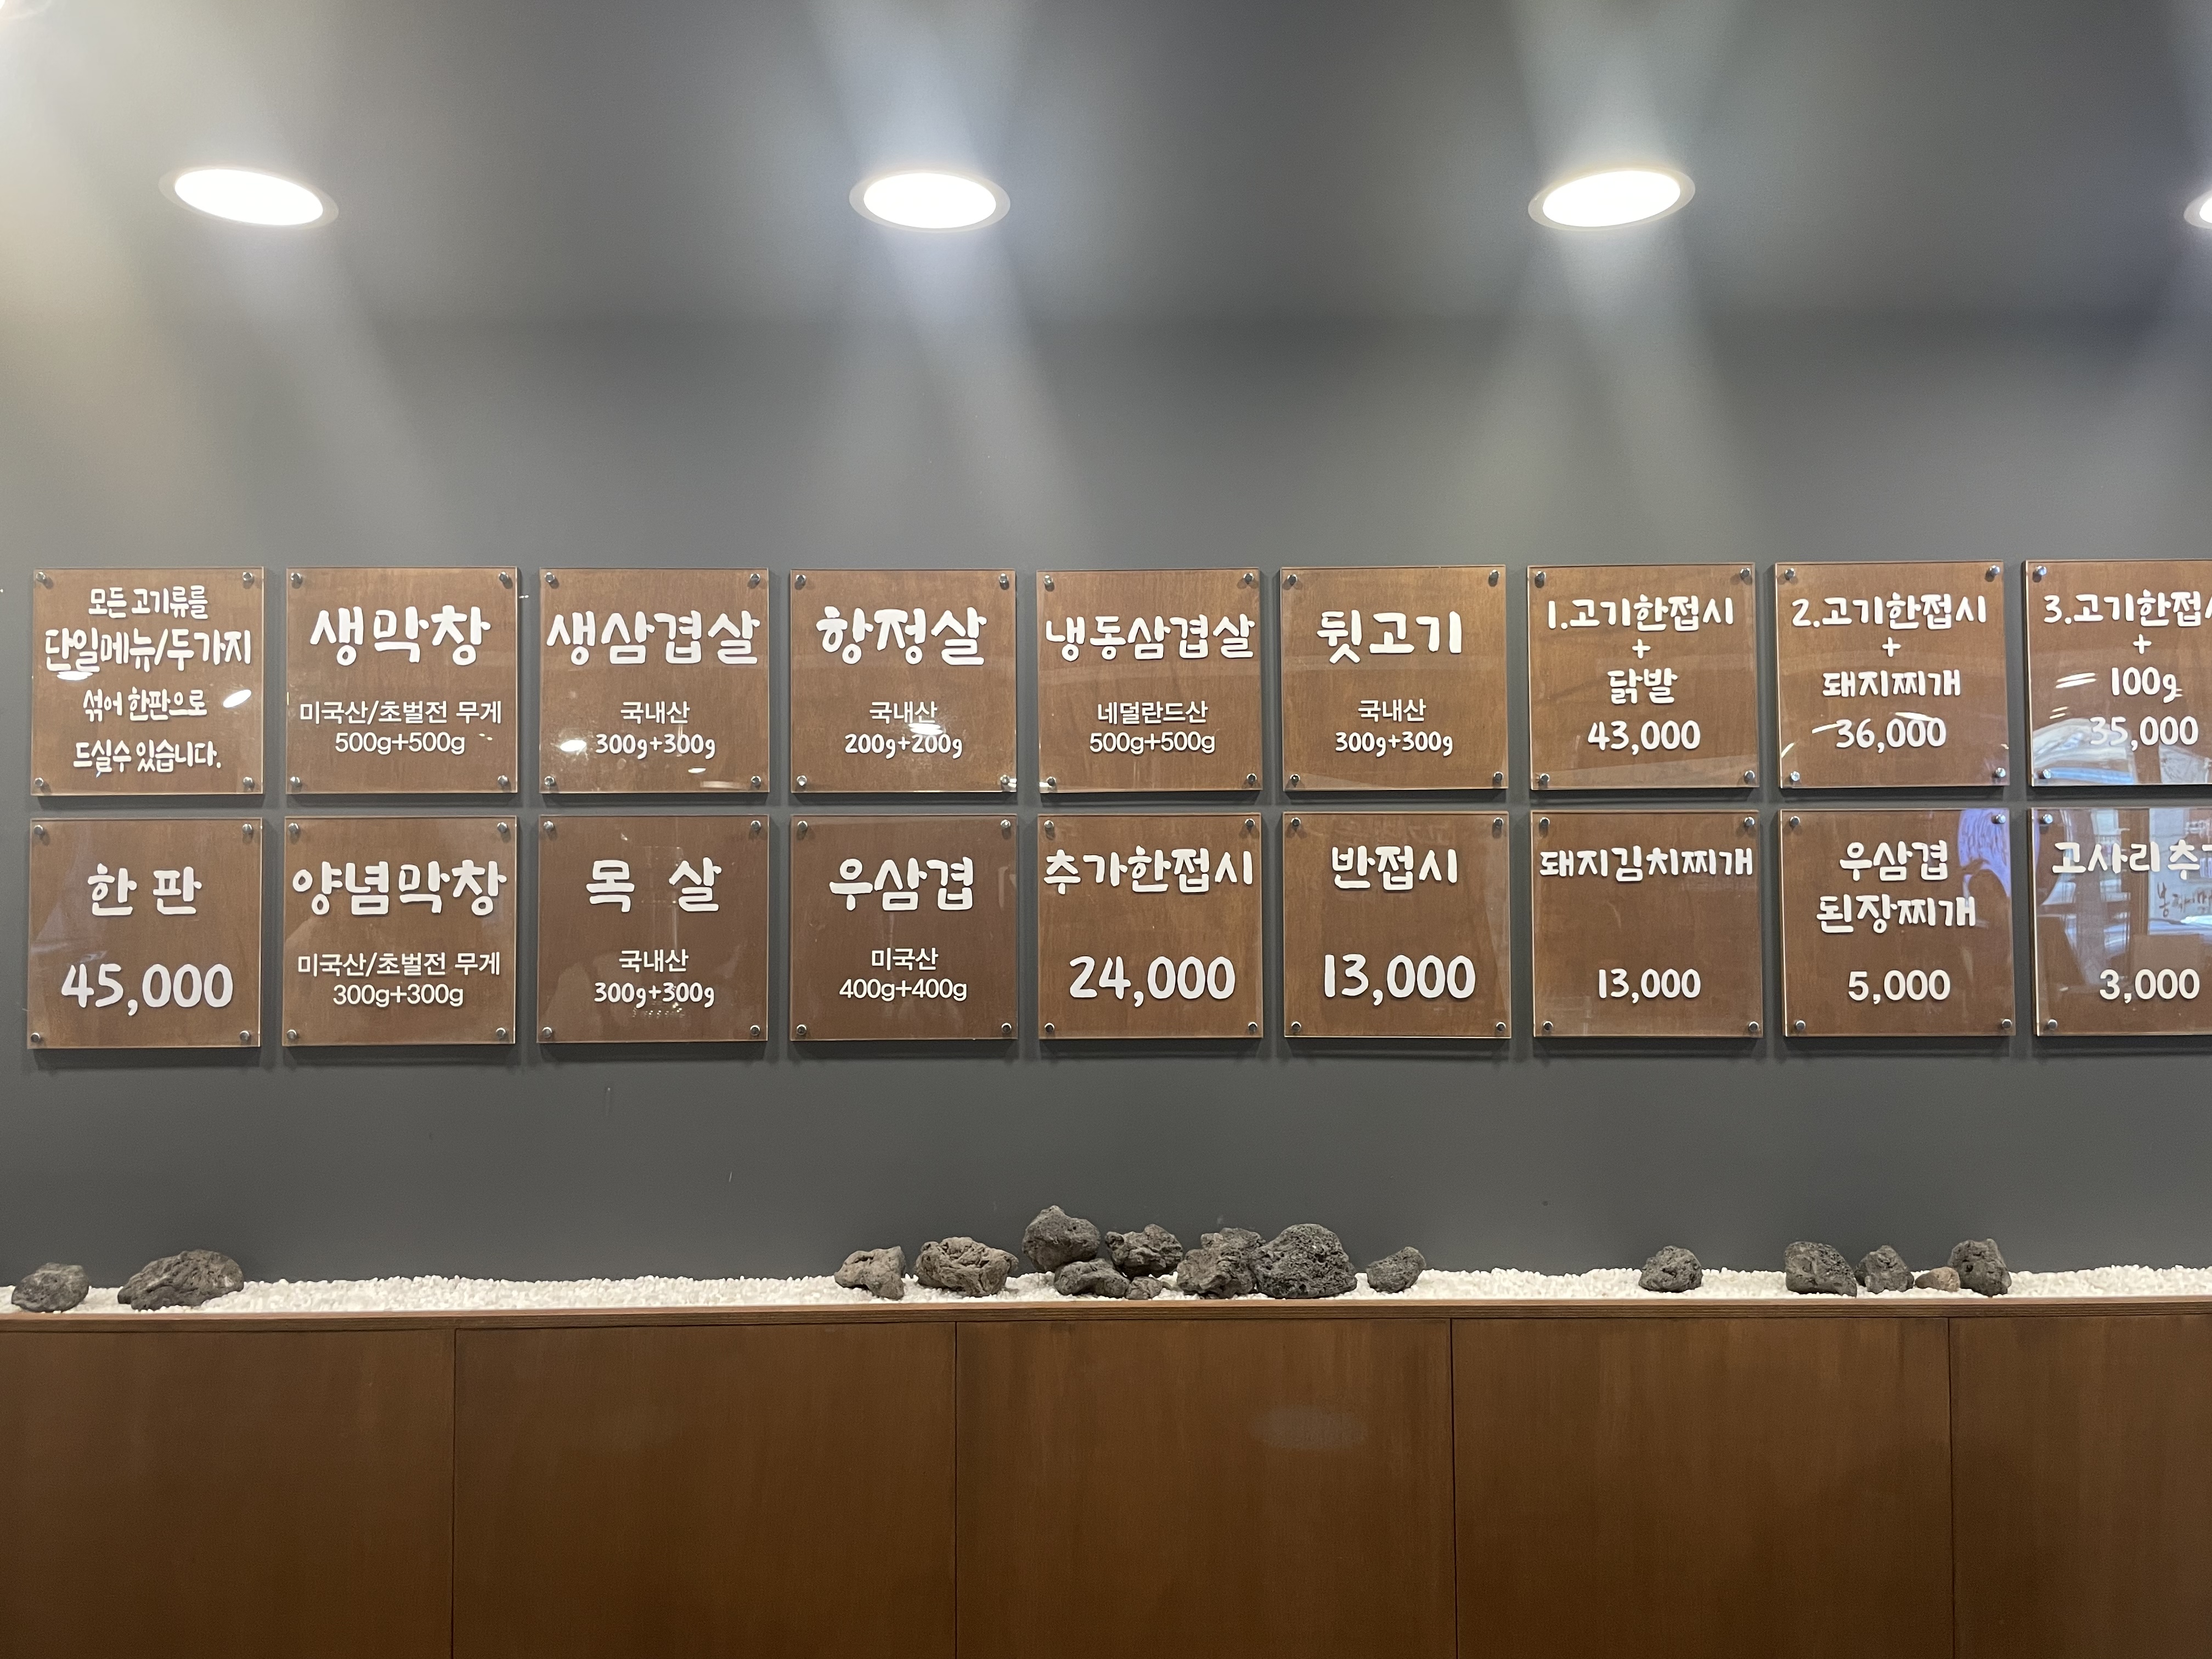 모든 고기류를
단일메뉴/두가지
섞어 한판으로
드실수 있습니다.
생막창
미국산/초벌전 무게
500g+500g
생삼겹살
국내산
300g+300g
항정살
국내산
200g+200g
냉동삼겹살
네덜란드산
500g+500g
뒷고기
국내산
300g+300g
1.고기한접시
+
닭발
43,000
2.고기한접시
+
돼지찌개
36,000
3.고기한접시
+
100g
35,000
한 판
45,000
양념막창
미국산/초벌전 무게
300g+300g
목 살
국내산
300g+300g
우삼겹
미국산
400g+400g
추가한접시
24,000
반접시
13,000
돼지김치찌개
13,000
우삼겹
된장찌개
5,000
고사리추
3,000